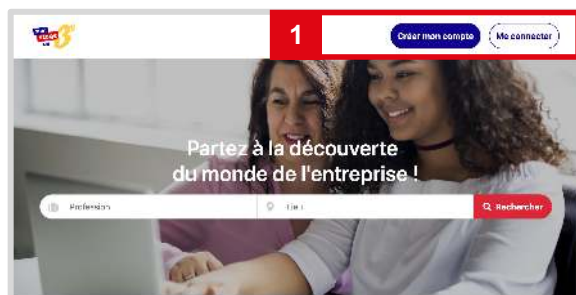 1
Créer mon compte
Me connecter
Partez à la découverte
du monde de l'entreprise !
Profession
Lieu
Rechercher